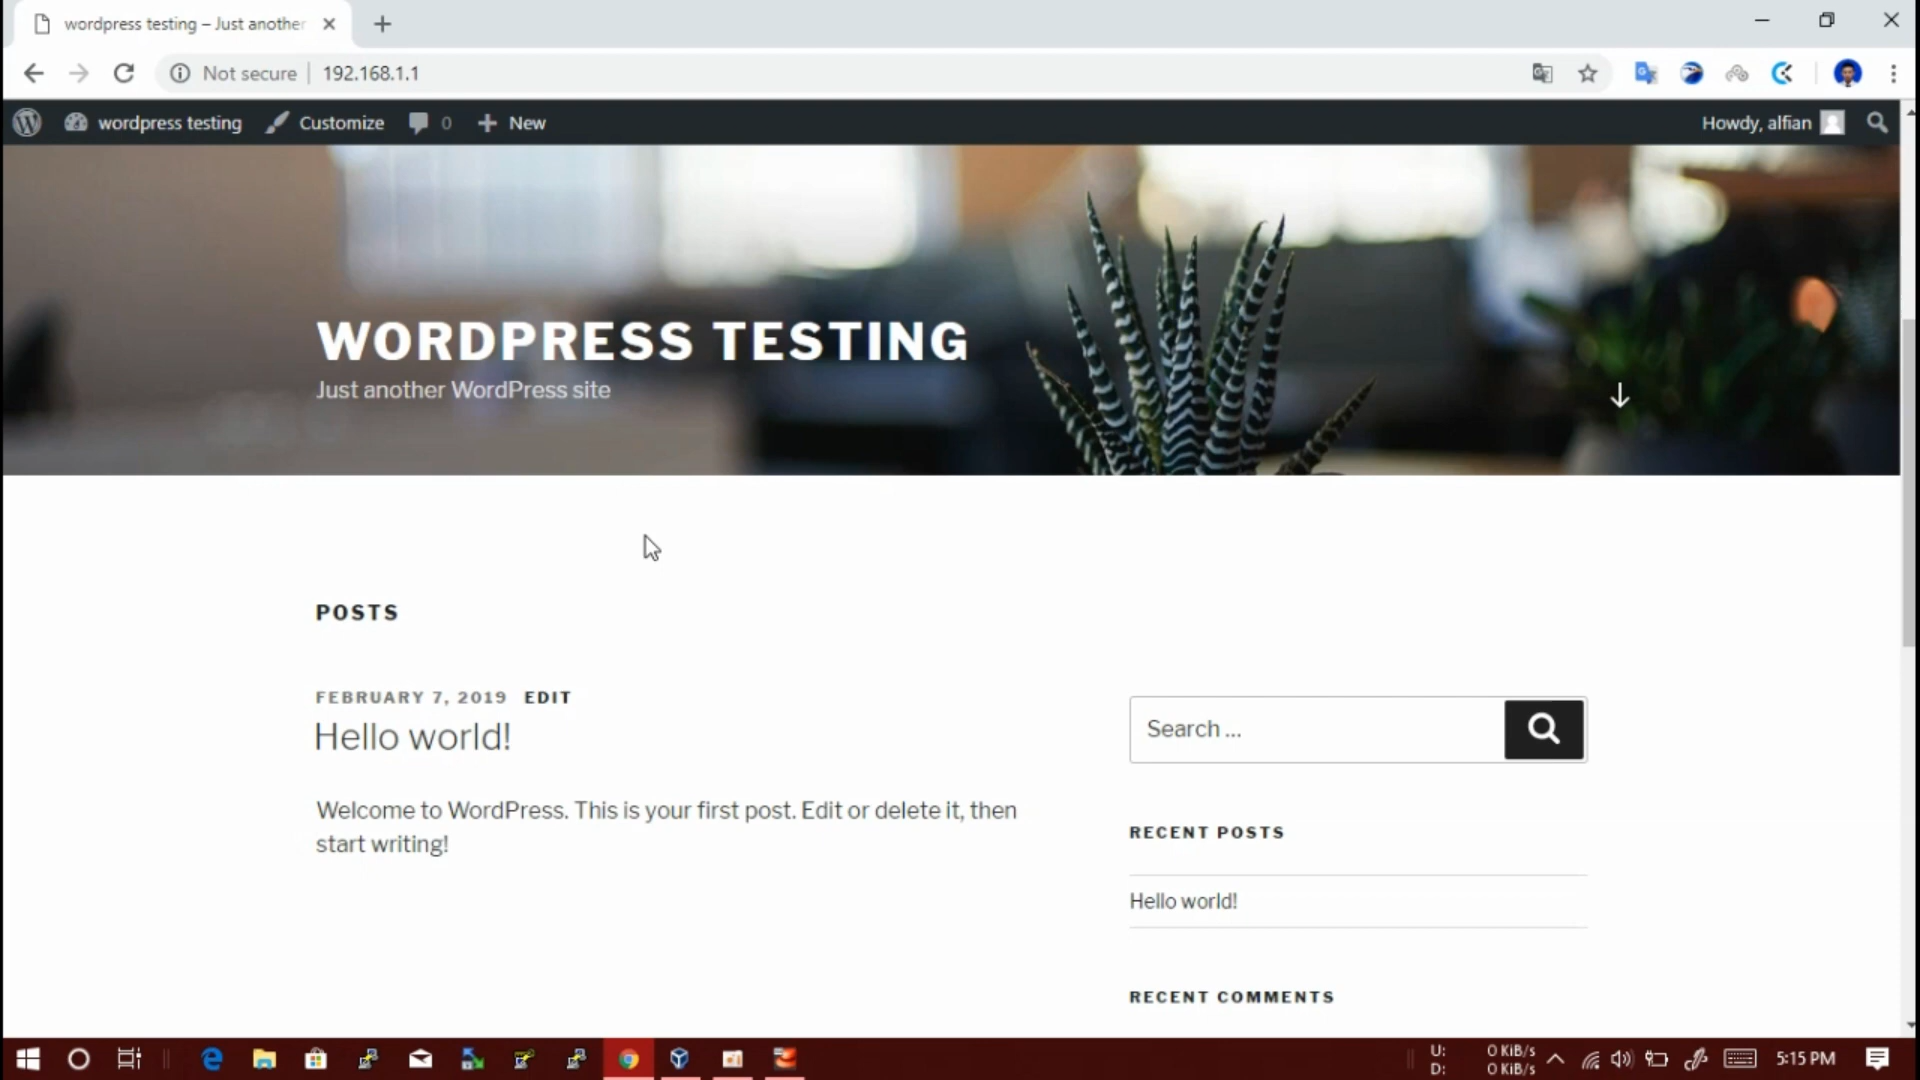 wordpress testing – Just another
Not secure | 192.168.1.1
wordpress testing Customize 0 New Howdy, alfian
WORDPRESS TESTING
Just another WordPress site
POSTS
FEBRUARY 7, 2019 EDIT
Hello world!
Welcome to WordPress. This is your first post. Edit or delete it, then
start writing!
Search ...
RECENT POSTS
Hello world!
RECENT COMMENTS
U: 0 KiB/s
D: 0 KiB/s
5:15 PM